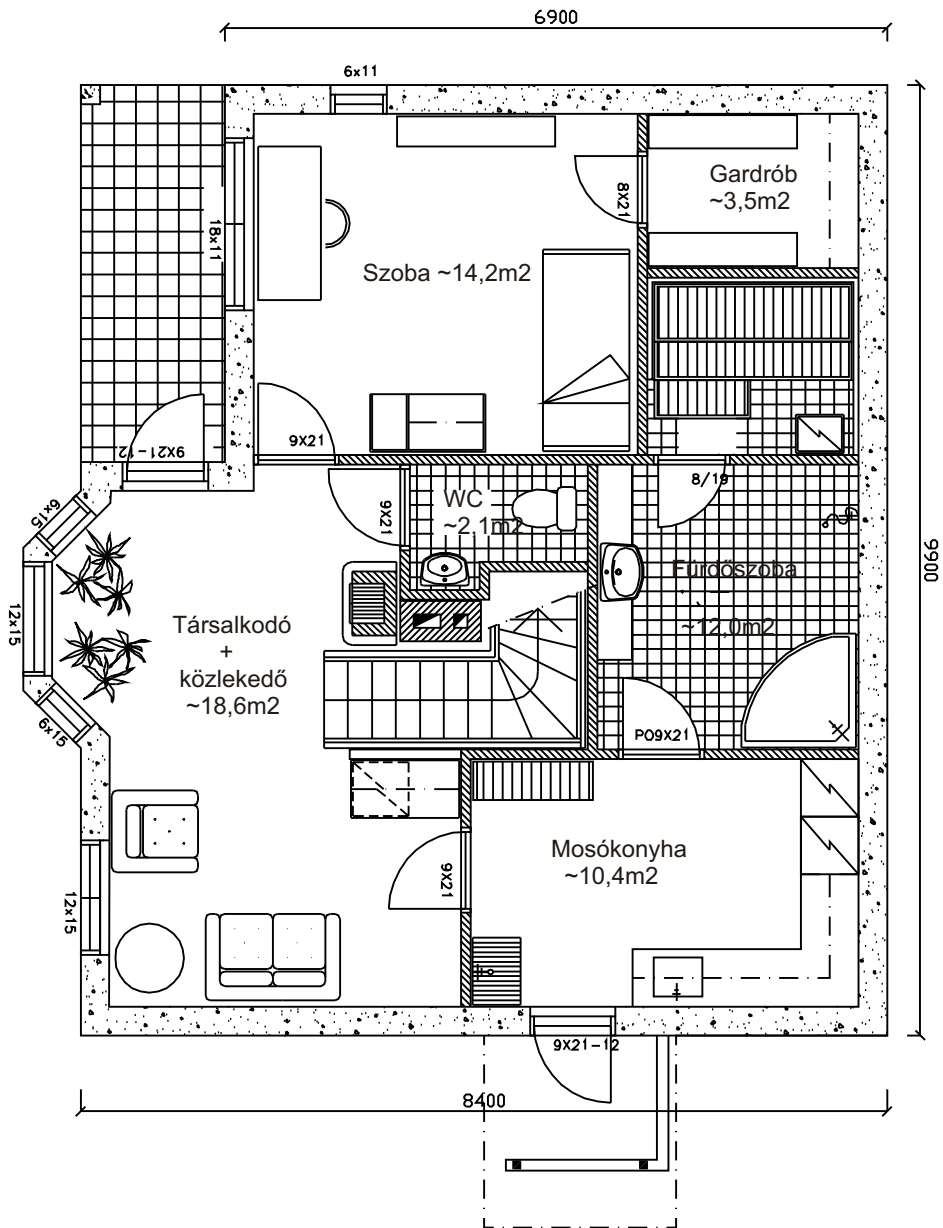 6900
6x11
Gardrób
~3,5m2
8X21
18x11
Szoba ~14,2m2
9X21
9X21-12
8/19
WC
~2,1m2
9X21
6x15
Fürdőszoba
~12,0m2
9900
12x15
Társalkodó
+
közlekedő
~18,6m2
6x15
PO9X21
Mosókonyha
~10,4m2
9X21
12x15
9X21-12
8400